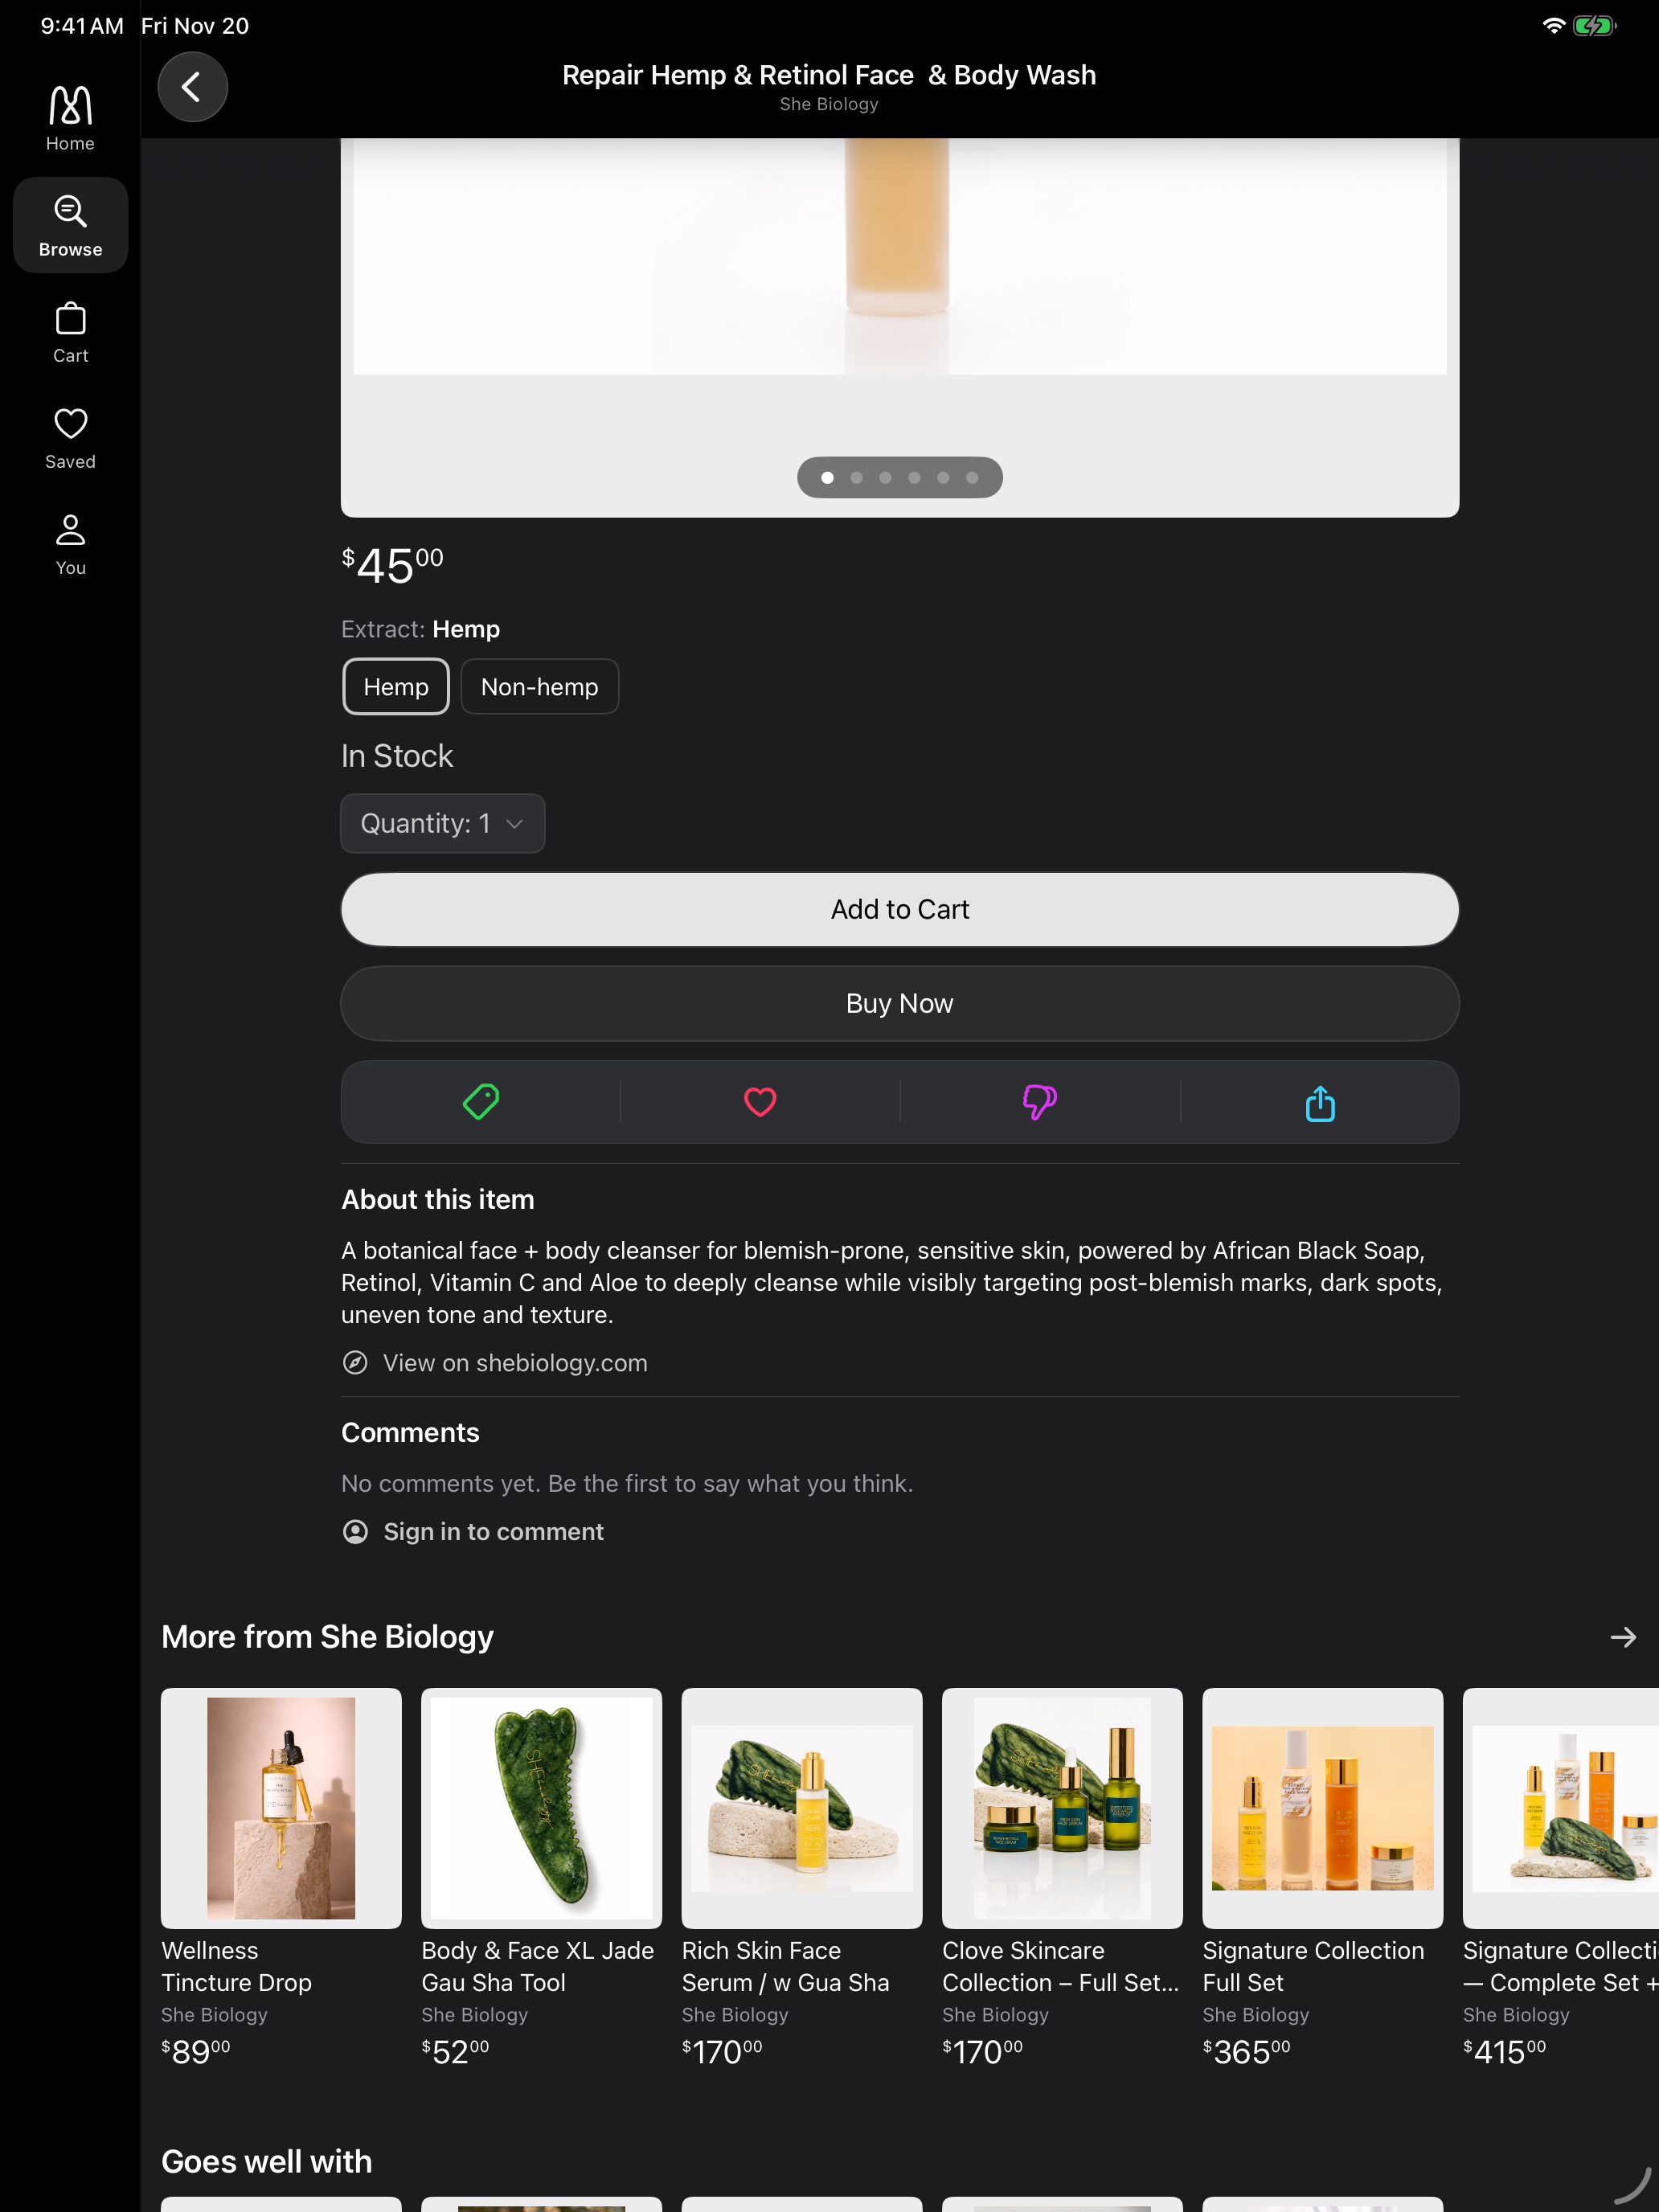 9:41 AM Fri Nov 20
Home
Browse
Cart
Saved
You
Repair Hemp & Retinol Face  & Body Wash
She Biology
$45 00
Extract: Hemp
Hemp
Non-hemp
In Stock
Quantity: 1
Add to Cart
Buy Now
About this item
A botanical face + body cleanser for blemish-prone, sensitive skin, powered by African Black Soap,
Retinol, Vitamin C and Aloe to deeply cleanse while visibly targeting post-blemish marks, dark spots,
uneven tone and texture.
View on shebiology.com
Comments
No comments yet. Be the first to say what you think.
Sign in to comment
More from She Biology
Wellness
Tincture Drop
She Biology
$89 00
Body & Face XL Jade
Gau Sha Tool
She Biology
$52 00
Rich Skin Face
Serum / w Gua Sha
She Biology
$170 00
Clove Skincare
Collection – Full Set...
She Biology
$170 00
Signature Collection
Full Set
She Biology
$365 00
Signature Collecti
— Complete Set +
She Biology
$415 00
Goes well with